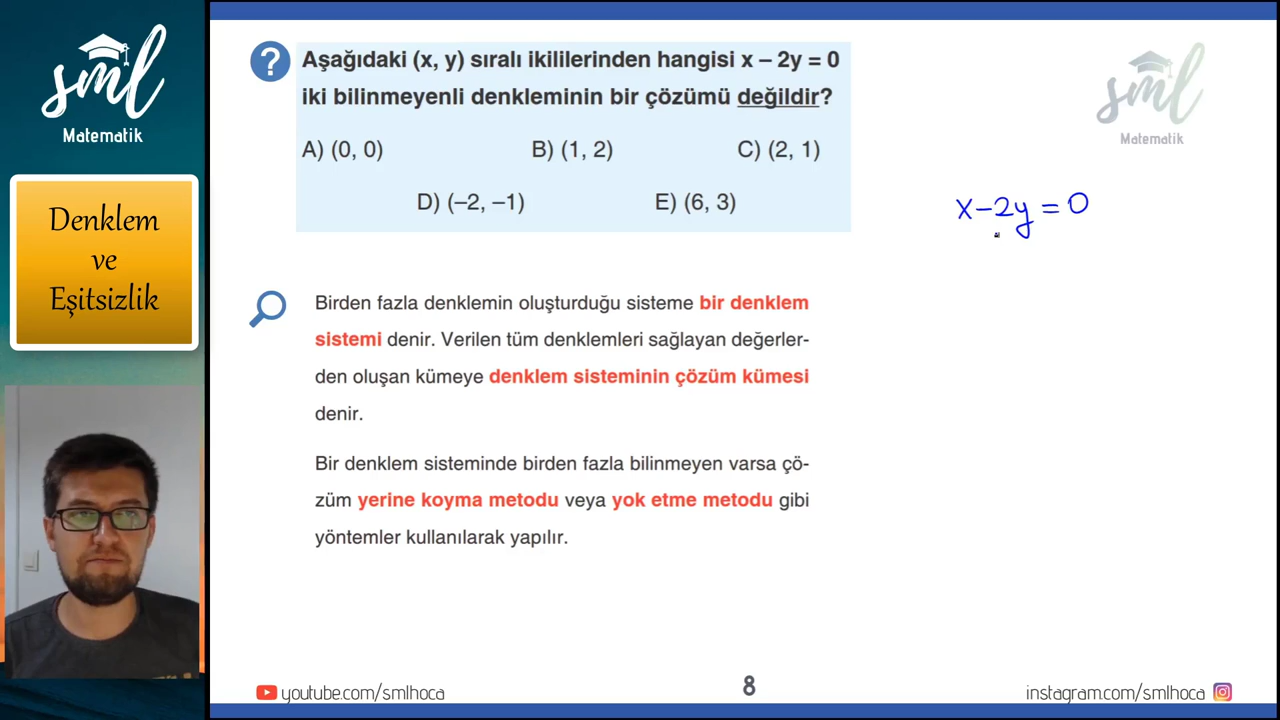 sml
Matematik
Denklem
ve
Eşitsizlik
?
Aşağıdaki (x, y) sıralı ikililerinden hangisi x – 2y = 0
iki bilinmeyenli denkleminin bir çözümü değildir?
A) (0, 0) B) (1, 2) C) (2, 1)
D) (–2, –1) E) (6, 3)
sml
Matematik
x-2y=0
Birden fazla denklemin oluşturduğu sisteme bir denklem
sistemi denir. Verilen tüm denklemleri sağlayan değerler-
den oluşan kümeye denklem sisteminin çözüm kümesi
denir.
Bir denklem sisteminde birden fazla bilinmeyen varsa çö-
züm yerine koyma metodu veya yok etme metodu gibi
yöntemler kullanılarak yapılır.
youtube.com/smlhoca
8
instagram.com/smlhoca